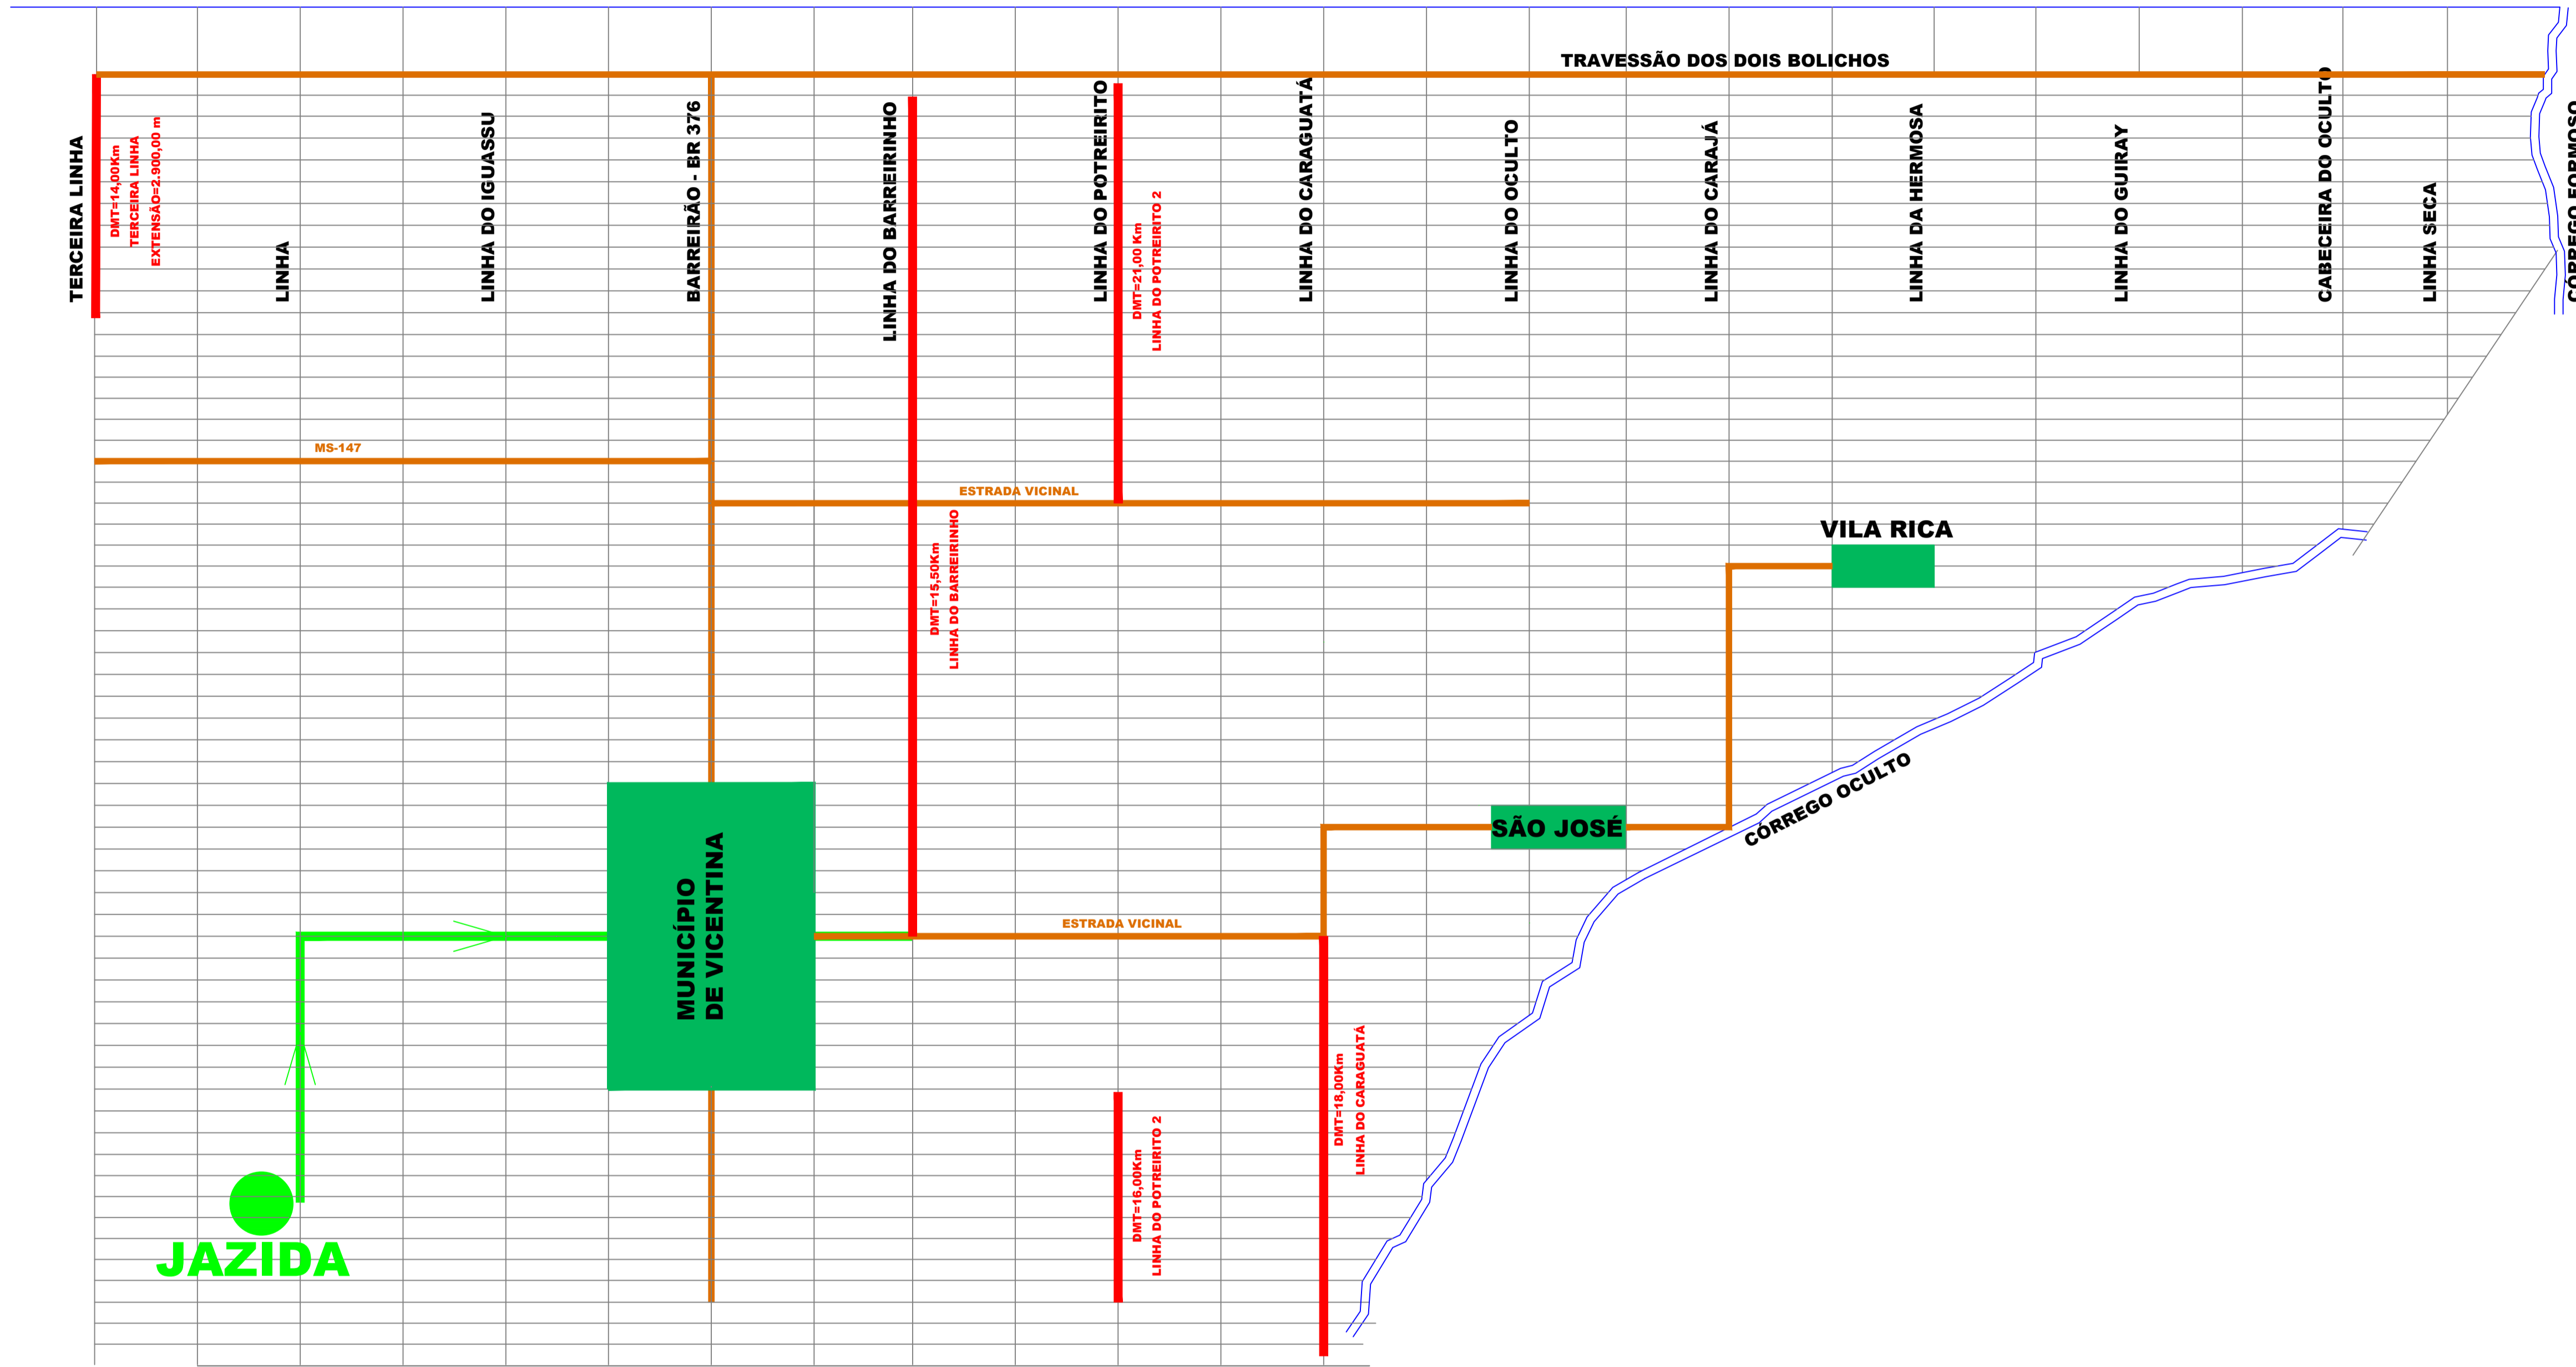 TRAVESSÃO DOS DOIS BOLICHOS
TERCEIRA LINHA
DMT=14,00Km
TERCEIRA LINHA
EXTENSÃO=2.900,00 m
LINHA
LINHA DO IGUASSU
BARREIRÃO - BR 376
LINHA DO BARREIRINHO
LINHA DO POTREIRITO
DMT=21,00 Km
LINHA DO POTREIRITO 2
LINHA DO CARAGUATÁ
LINHA DO OCULTO
LINHA DO CARAJÁ
LINHA DA HERMOSA
LINHA DO GUIRAY
CABECEIRA DO OCULTO
LINHA SECA
CÓRREGO FORMOSO
MS-147
ESTRADA VICINAL
DMT=15,50Km
LINHA DO BARREIRINHO
VILA RICA
SÃO JOSÉ
CÓRREGO OCULTO
MUNICÍPIO
DE VICENTINA
ESTRADA VICINAL
DMT=18,00Km
LINHA DO CARAGUATÁ
DMT=16,00Km
LINHA DO POTREIRITO 2
JAZIDA